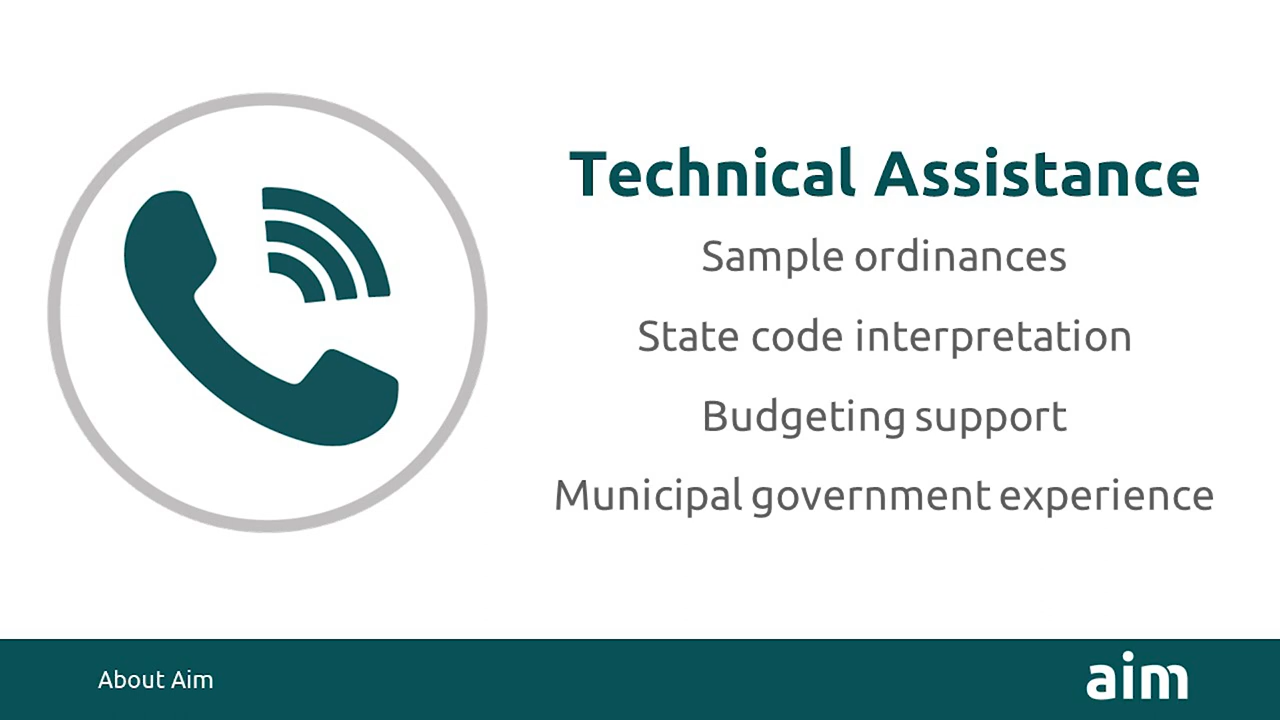 Technical Assistance
Sample ordinances
State code interpretation
Budgeting support
Municipal government experience
About Aim
aim